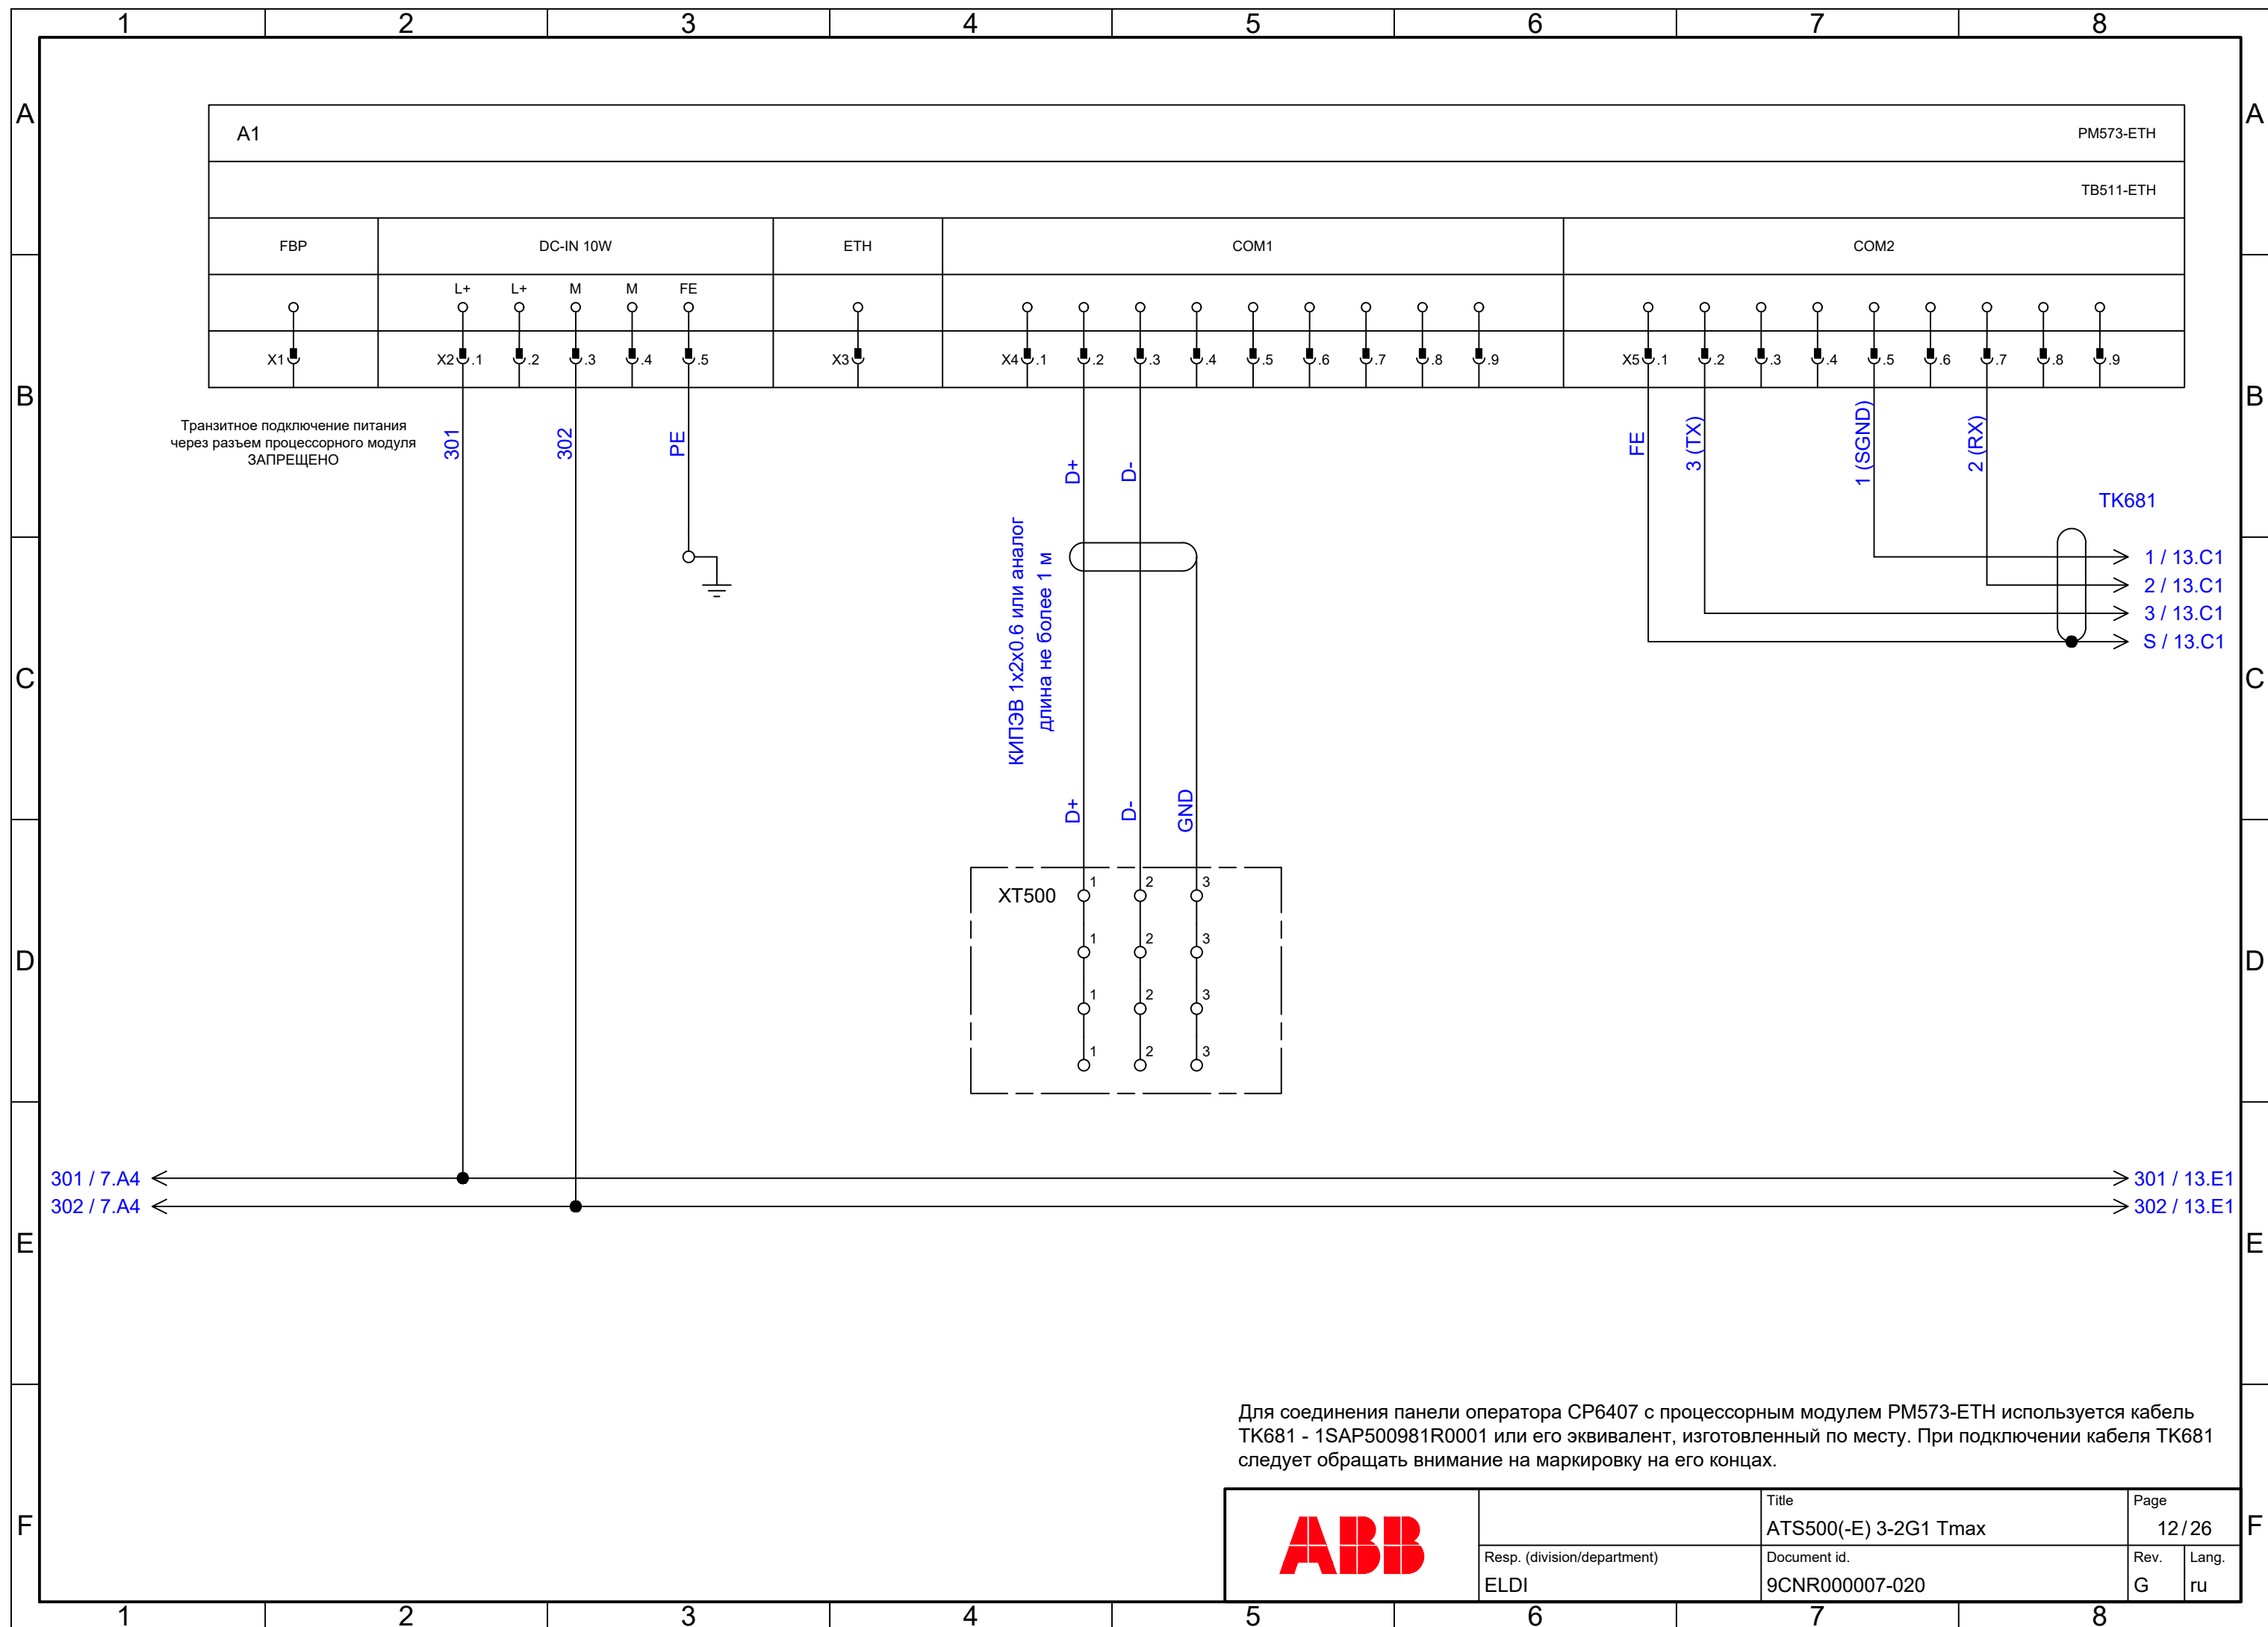 1 2 3 4 5 6 7 8
A A
A1 PM573-ETH
TB511-ETH
FBP DC-IN 10W ETH COM1 COM2
L+ L+ M M FE
X1 X2 .1 .2 .3 .4 .5 X3 X4 .1 .2 .3 .4 .5 .6 .7 .8 .9 X5 .1 .2 .3 .4 .5 .6 .7 .8 .9
B B
Транзитное подключение питания
через разъем процессорного модуля
ЗАПРЕЩЕНО
301
302
PE
D+
D-
FE
3 (TX)
1 (SGND)
2 (RX)
TK681
1 / 13.C1
2 / 13.C1
3 / 13.C1
S / 13.C1
КИПЭВ 1x2x0.6 или аналог
длина не более 1 м
C C
D+
D-
GND
XT500 1 2 3
1 2 3
1 2 3
1 2 3
D D
301 / 7.A4 301 / 13.E1
302 / 7.A4 302 / 13.E1
E E
Для соединения панели оператора CP6407 с процессорным модулем PM573-ETH используется кабель
TK681 - 1SAP500981R0001 или его эквивалент, изготовленный по месту. При подключении кабеля TK681
следует обращать внимание на маркировку на его концах.
F F
ABB
Title
ATS500(-E) 3-2G1 Tmax
Page
12 / 26
Resp. (division/department)
ELDI
Document id.
9CNR000007-020
Rev.
G
Lang.
ru
1 2 3 4 5 6 7 8